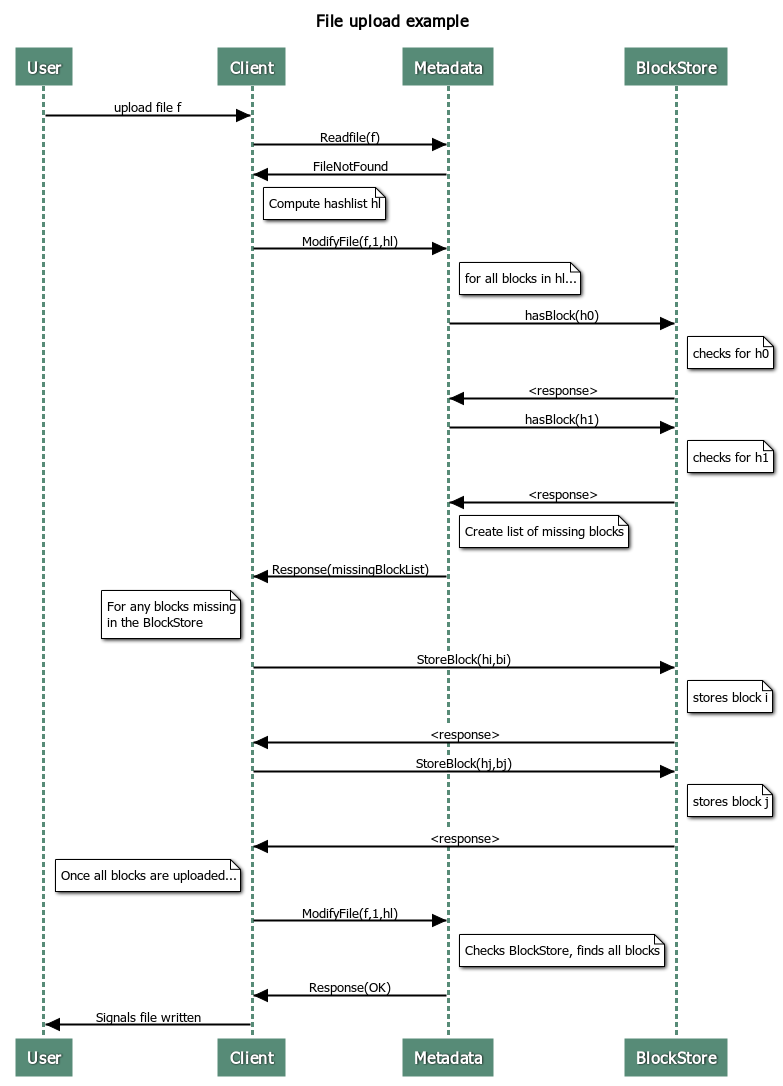 File upload example
User
Client
Metadata
BlockStore
upload file f
Readfile(f)
FileNotFound
Compute hashlist hl
ModifyFile(f,1,hl)
for all blocks in hl...
hasBlock(h0)
checks for h0
<response>
hasBlock(h1)
checks for h1
<response>
Create list of missing blocks
Response(missingBlockList)
For any blocks missing
in the BlockStore
StoreBlock(hi,bi)
stores block i
<response>
StoreBlock(hj,bj)
stores block j
<response>
Once all blocks are uploaded...
ModifyFile(f,1,hl)
Checks BlockStore, finds all blocks
Response(OK)
Signals file written
User
Client
Metadata
BlockStore